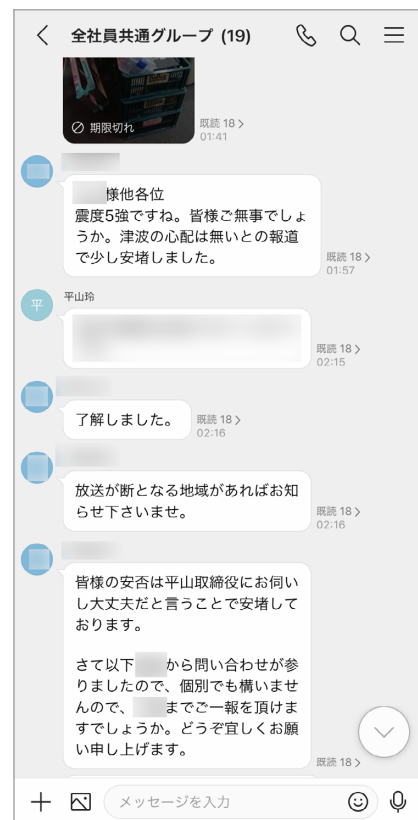 全社員共通グループ (19)
期限切れ
既読 18
01:41
様他各位
震度5強ですね。皆様ご無事でしょ
うか。津波の心配は無いとの報道
で少し安堵しました。
既読 18
01:57
平
平山玲
既読 18
02:15
了解しました。
既読 18
02:16
放送が断となる地域があればお知
らせ下さいませ。
既読 18
02:16
皆様の安否は平山取締役にお伺い
し大丈夫だと言うことで安堵して
おります。
さて以下 から問い合わせが参
りましたので、個別でも構いませ
んので、 までご一報を頂けま
すでしょうか。どうぞ宜しくお願
い申し上げます。
既読 18
メッセージを入力